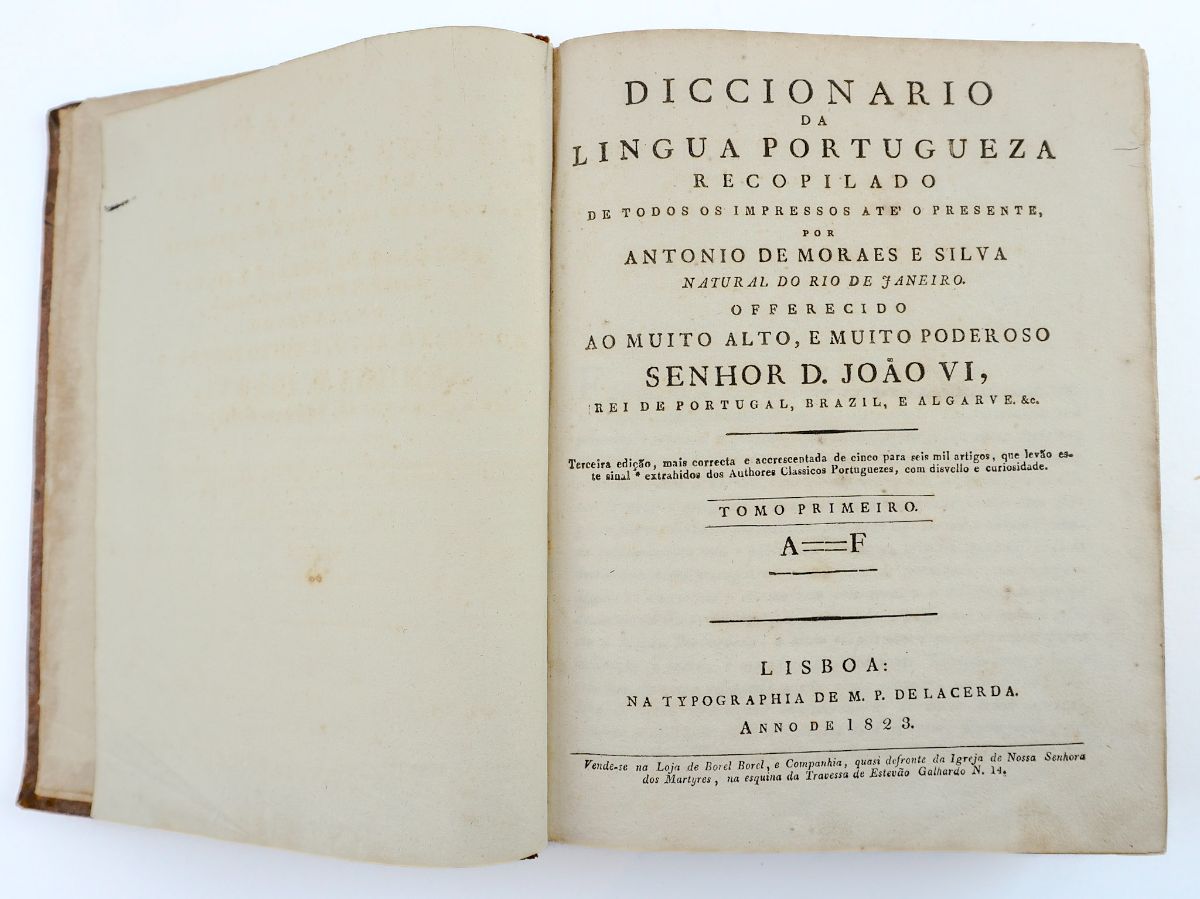 DICCIONARIO
DA
LINGUA PORTUGUEZA
RECOPILADO
DE TODOS OS IMPRESSOS ATE' O PRESENTE,
POR
ANTONIO DE MORAES E SILVA
NATURAL DO RIO DE JANEIRO.
OFFERECIDO
AO MUITO ALTO, E MUITO PODEROSO
SENHOR D. JOÃO VI,
REI DE PORTUGAL, BRAZIL, E ALGARVE. &c.
Terceira edição, mais correcta e accrescentada de cinco para seis mil artigos, que levão es-
te sinal * extrahidos dos Authores Classicos Portuguezes, com disvello e curiosidade.
TOMO PRIMEIRO.
A==F
LISBOA:
NA TYPOGRAPHIA DE M. P. DE LACERDA.
ANNO DE 1823.
Vende-se na Loja de Borel Borel, e Companhia, quasi defronte da Igreja de Nossa Senhora
dos Martyres, na esquina da Travessa de Estevão Galhardo N. 14.